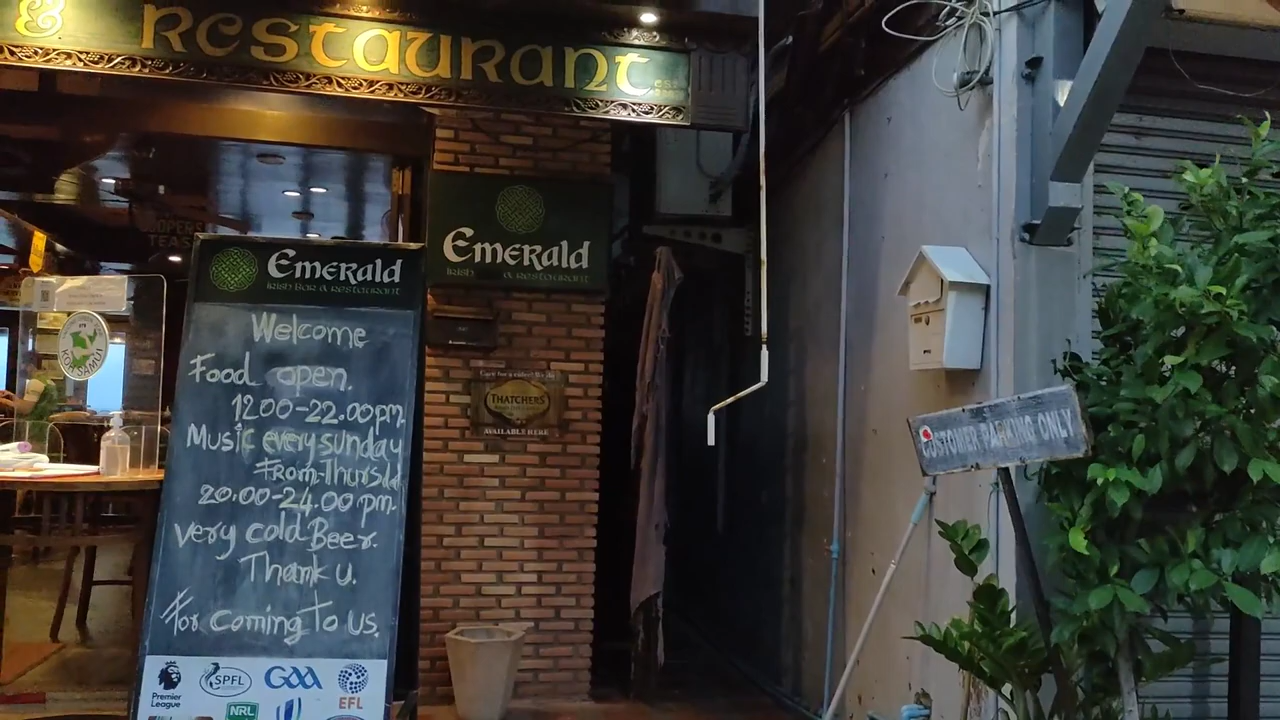 & Restaurant
Emerald
IRISH BAR & RESTAURANT
Welcome
Food open.
12.00-22.00pm.
Music every sunday
From-Thursd
20.00-24.00 pm.
very cold Beer.
Thank u.
For coming To us.
Premier
League
SPFL
GAA
EFL
NRL
Emerald
IRISH & RESTAURANT
THATCHERS
AVAILABLE HERE
KOH SAMUI
CUSTOMER PARKING ONLY